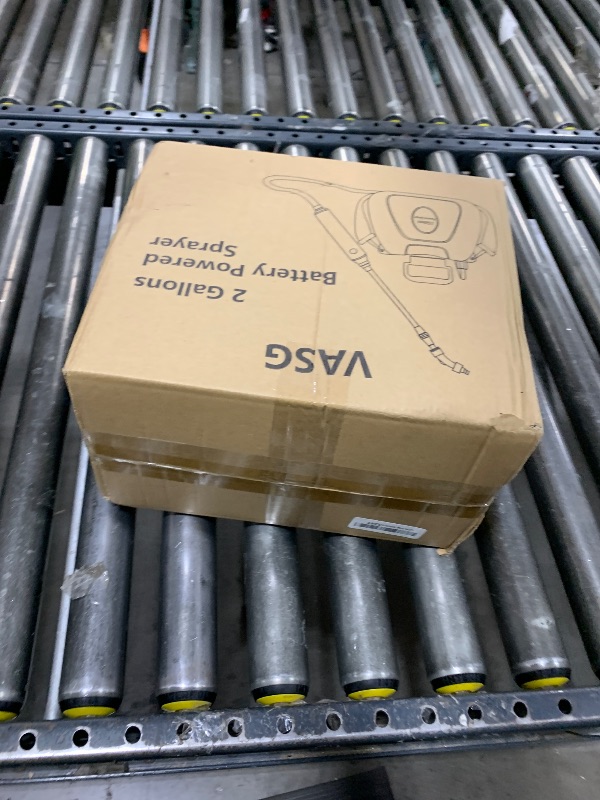 VASG
2 Gallons
Battery Powered
Sprayer